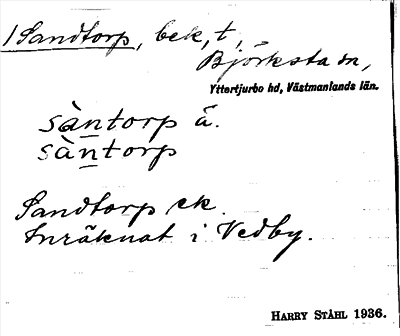 1 Sandtorp, bek, t,
Björksta sn,
Yttertjurbo hd, Västmanlands län.
sàntorp ä.
sàntorp
Sandtorp ek
Inräknat i Vedby.
HARRY STÅHL 1936.